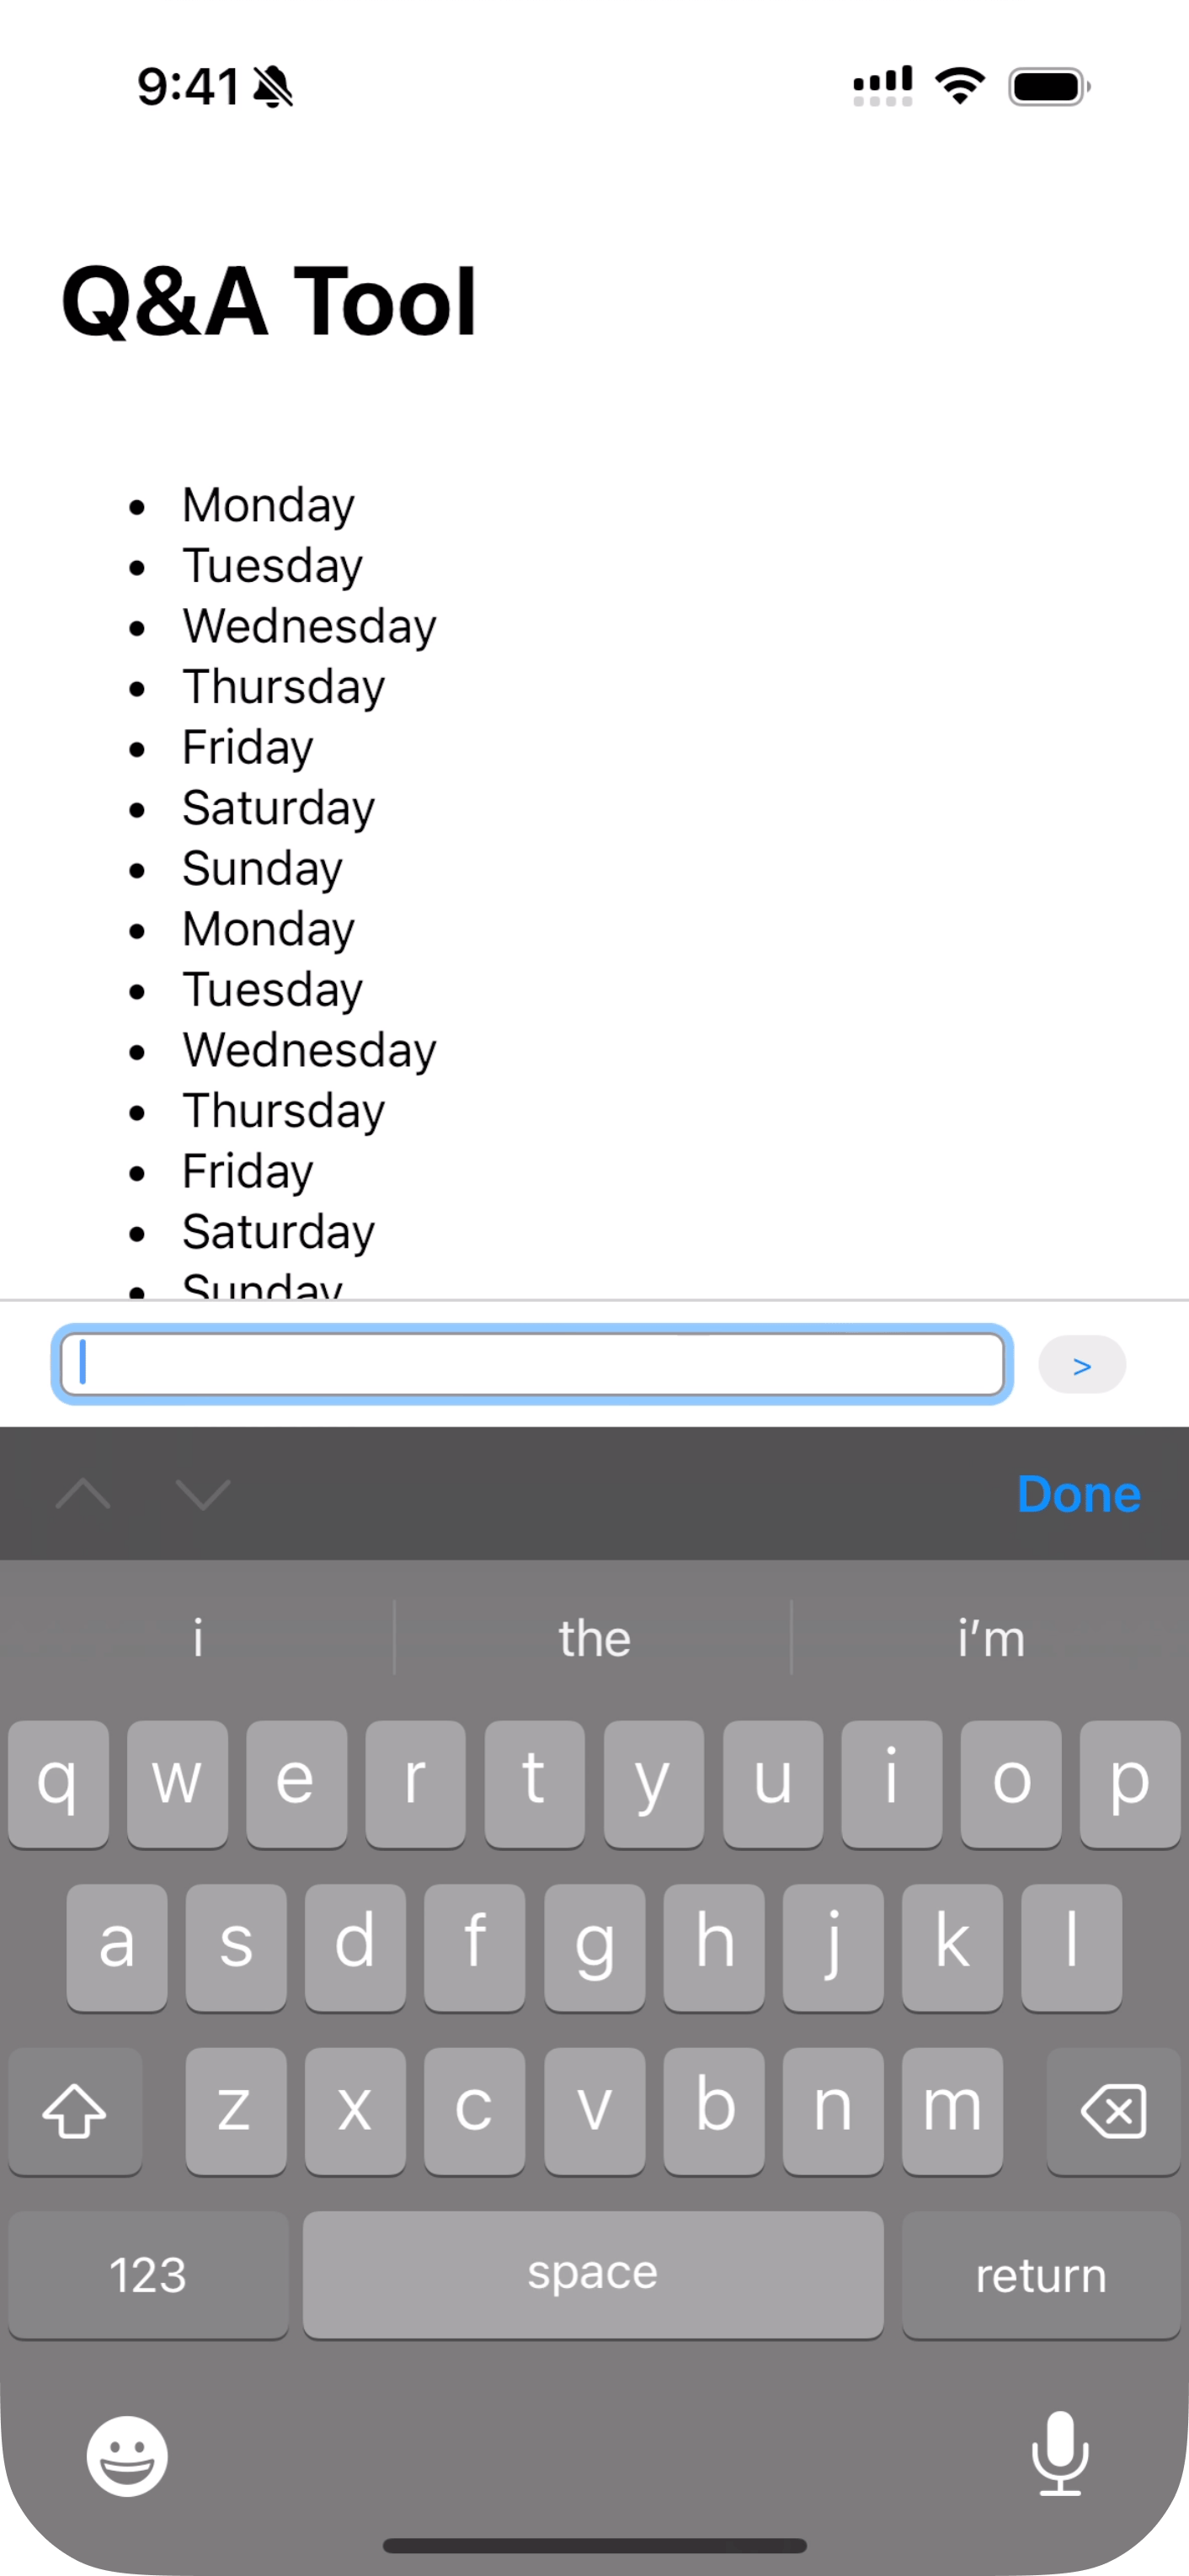 9:41
Q&A Tool
• Monday
• Tuesday
• Wednesday
• Thursday
• Friday
• Saturday
• Sunday
• Monday
• Tuesday
• Wednesday
• Thursday
• Friday
• Saturday
• Sunday
>
Done
i the i'm
q w e r t y u i o p
a s d f g h j k l
z x c v b n m
123 space return